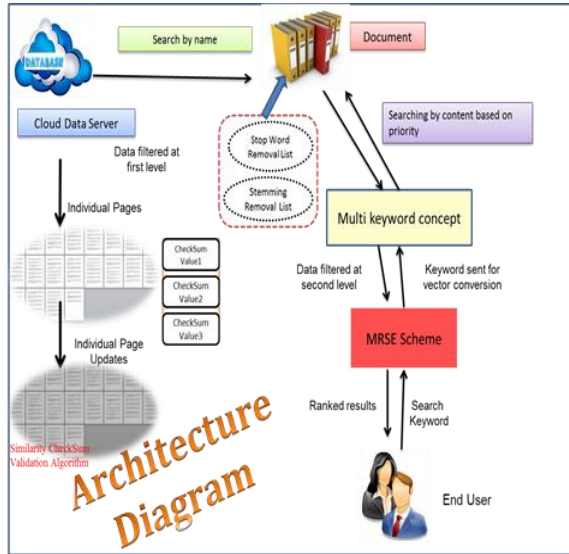 DATABASE
Search by name
Document
Cloud Data Server
Searching by content based on
priority
Data filtered at
first level
Stop Word
Removal List
Stemming
Removal List
Individual Pages
Multi keyword concept
CheckSum
Value1
CheckSum
Value2
CheckSum
Value3
Data filtered at
second level
Keyword sent for
vector conversion
Individual Page
Updates
MRSE Scheme
Ranked results
Search
Keyword
Similarity CheckSum
Validation Algorithm
Architecture
Diagram
End User